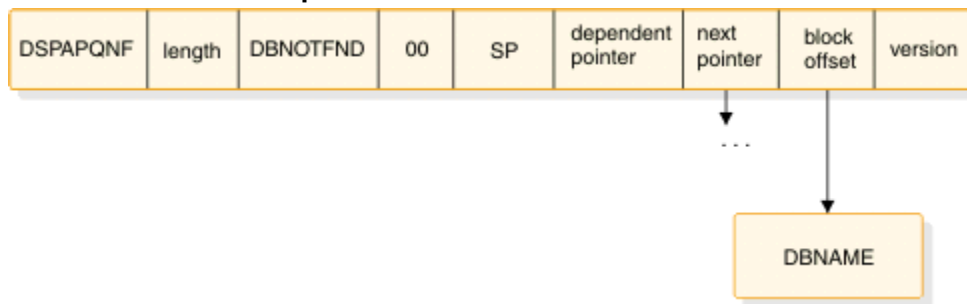 DSPAPQNF length DBNOTFND 00 SP dependent pointer next pointer block offset version
. . .
DBNAME